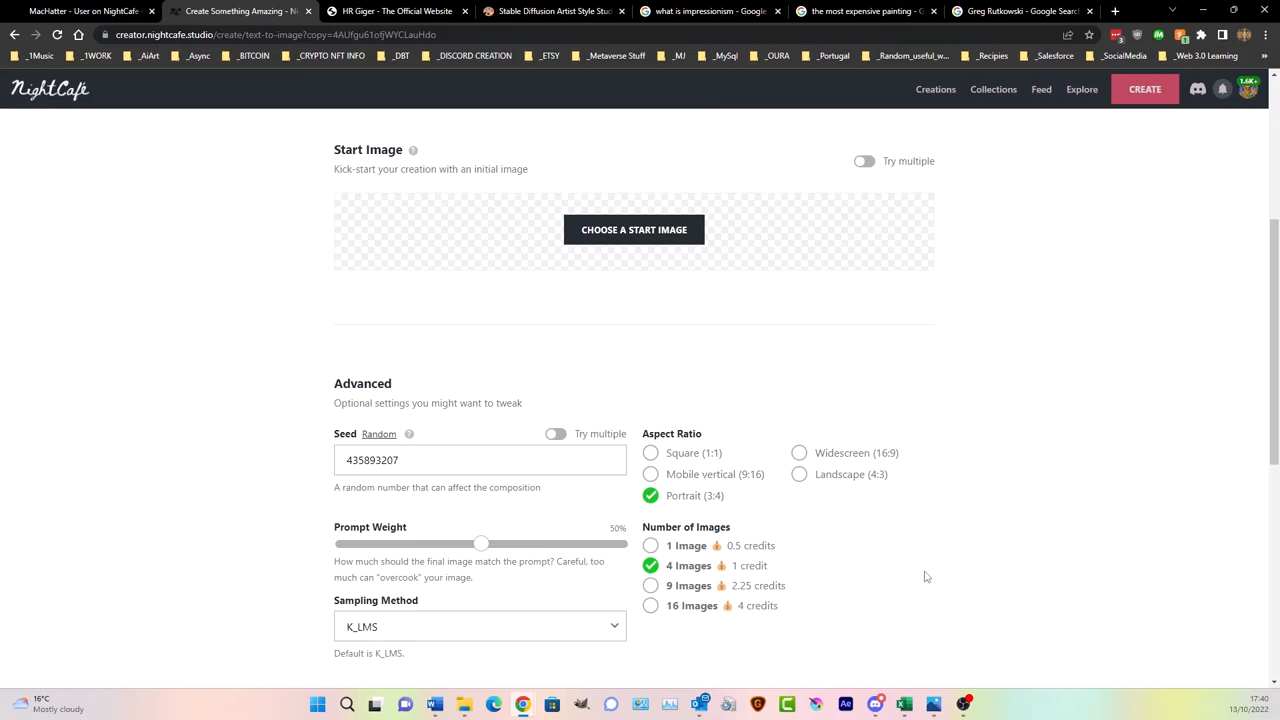 MacHatter - User on NightCafe
Create Something Amazing - Ni
HR Giger - The Official Website
Stable Diffusion Artist Style Stud
what is impressionism - Google
the most expensive painting - G
Greg Rutkowski - Google Search
creator.nightcafe.studio/create/text-to-image?copy=4AUfgu61ofjWYCLauHdo
_1Music
_1WORK
_AiArt
_Async
_BITCOIN
_CRYPTO NFT INFO
_DBT
_DISCORD CREATION
_ETSY
_Metaverse Stuff
_MJ
_MySql
_OURA
_Portugal
_Random_useful_w...
_Recipies
_Salesforce
_SocialMedia
_Web 3.0 Learning
»
NightCafe
Creations
Collections
Feed
Explore
CREATE
1.6K+
Start Image
Try multiple
Kick-start your creation with an initial image
CHOOSE A START IMAGE
Advanced
Optional settings you might want to tweak
Seed Random
Try multiple
435893207
A random number that can affect the composition
Aspect Ratio
Square (1:1)
Widescreen (16:9)
Mobile vertical (9:16)
Landscape (4:3)
Portrait (3:4)
Prompt Weight
50%
How much should the final image match the prompt? Careful, too
much can "overcook" your image.
Number of Images
1 Image 0.5 credits
4 Images 1 credit
9 Images 2.25 credits
16 Images 4 credits
Sampling Method
K_LMS
Default is K_LMS.
16°C
Mostly cloudy
17:40
13/10/2022